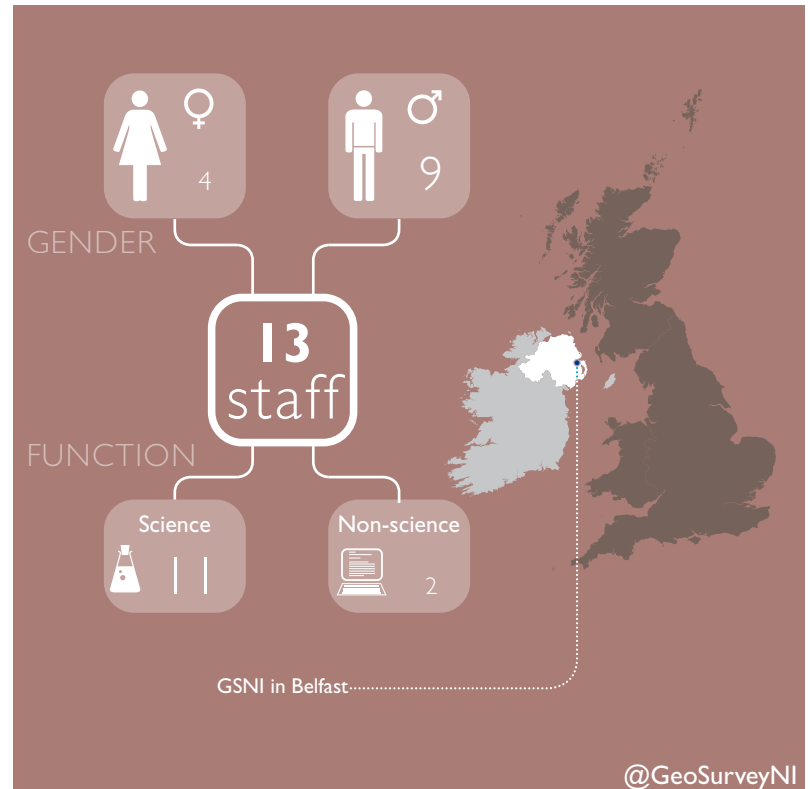 4
9
GENDER
13
staff
FUNCTION
Science
Non-science
11
2
GSNI in Belfast
@GeoSurveyNI